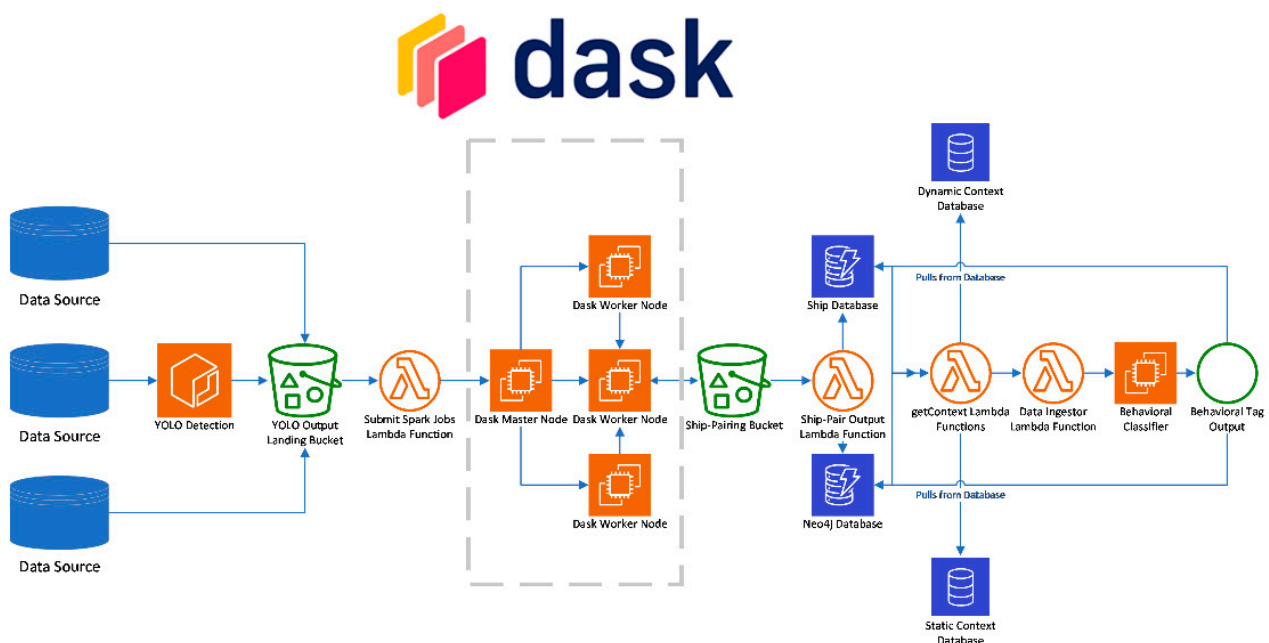 dask
Dynamic Context
Database
Data Source
Dask Worker Node
Pulls from Database
Ship Database
Data Source
YOLO Detection
YOLO Output
Landing Bucket
Submit Spark Jobs
Lambda Function
Dask Master Node
Dask Worker Node
Ship-Pairing Bucket
Ship-Pair Output
Lambda Function
getContext Lambda
Functions
Data Ingestor
Lambda Function
Behavioral
Classifier
Behavioral Tag
Output
Data Source
Dask Worker Node
Neo4J Database
Pulls from Database
Static Context
Database